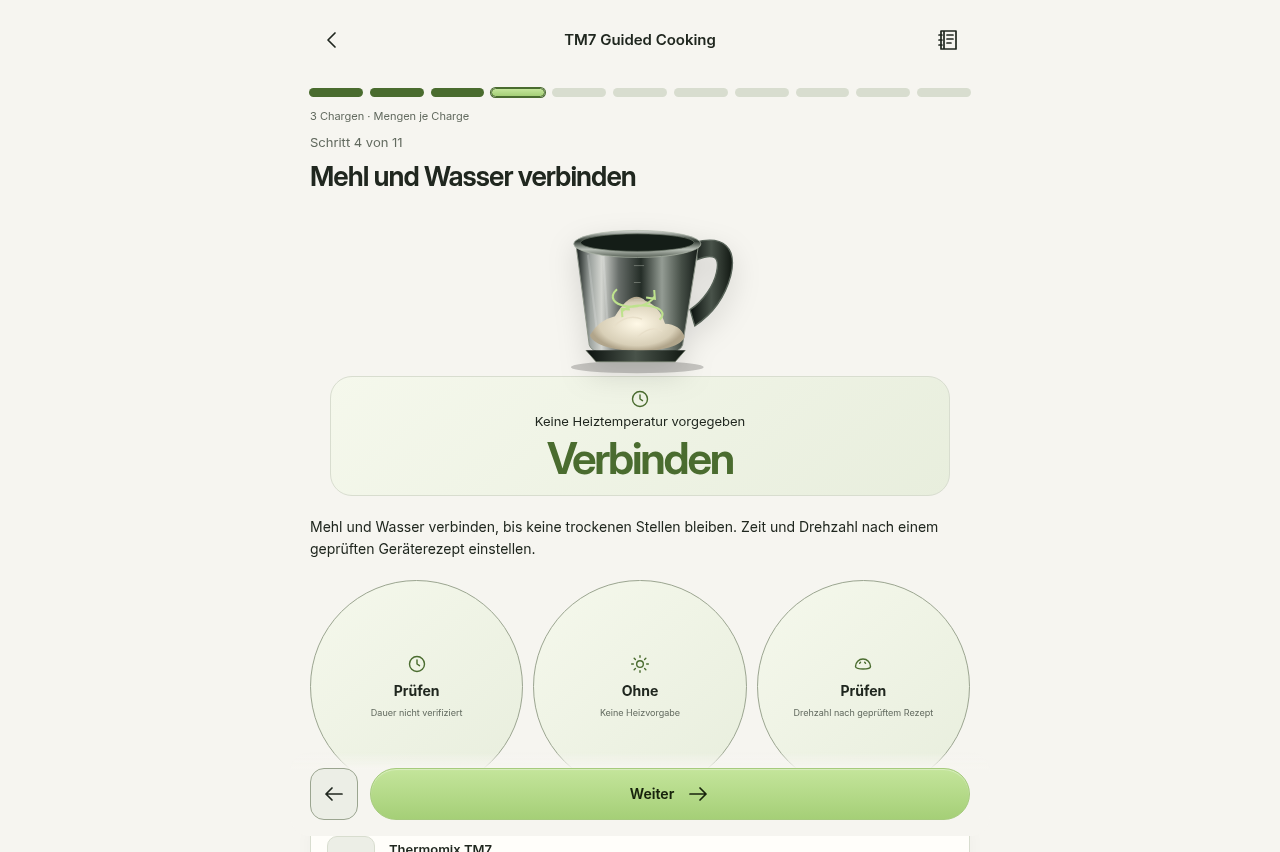 TM7 Guided Cooking
3 Chargen · Mengen je Charge
Schritt 4 von 11
Mehl und Wasser verbinden
Keine Heiztemperatur vorgegeben
Verbinden
Mehl und Wasser verbinden, bis keine trockenen Stellen bleiben. Zeit und Drehzahl nach einem
geprüften Geräterezept einstellen.
Prüfen
Dauer nicht verifiziert
Ohne
Keine Heizvorgabe
Prüfen
Drehzahl nach geprüftem Rezept
Weiter
Thermomix TM7